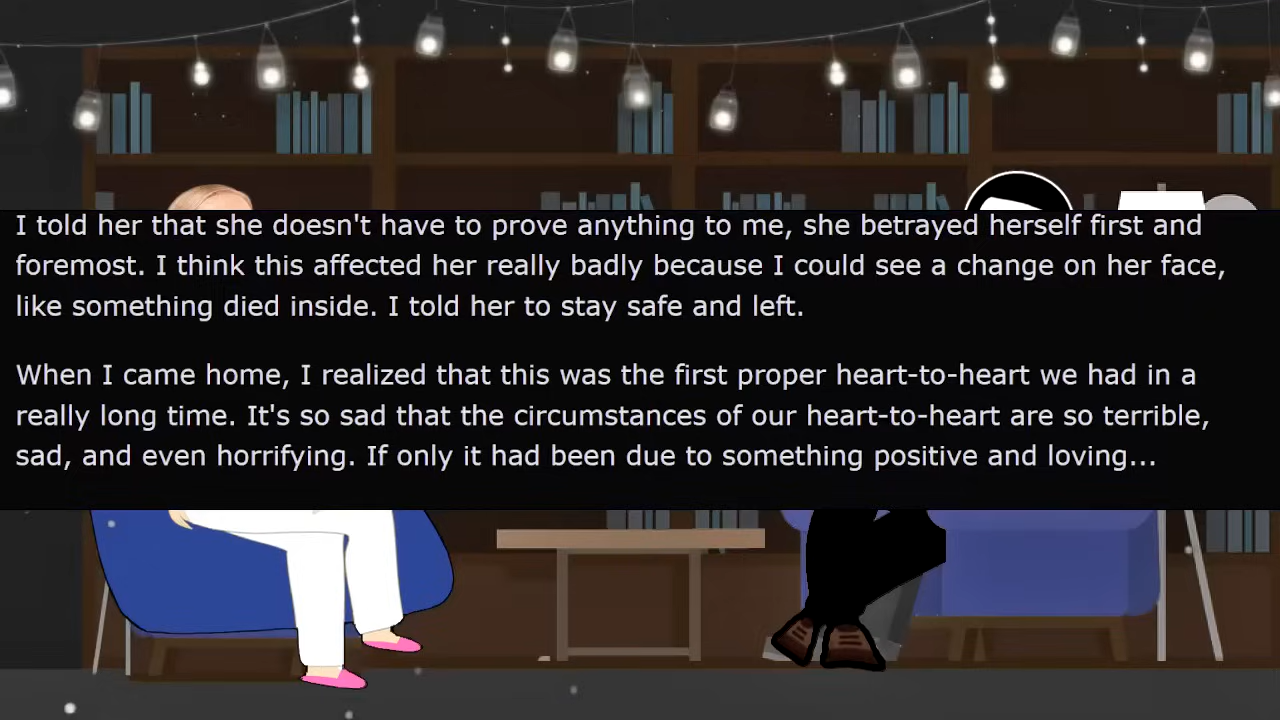 I told her that she doesn't have to prove anything to me, she betrayed herself first and
foremost. I think this affected her really badly because I could see a change on her face,
like something died inside. I told her to stay safe and left.
When I came home, I realized that this was the first proper heart-to-heart we had in a
really long time. It's so sad that the circumstances of our heart-to-heart are so terrible,
sad, and even horrifying. If only it had been due to something positive and loving...